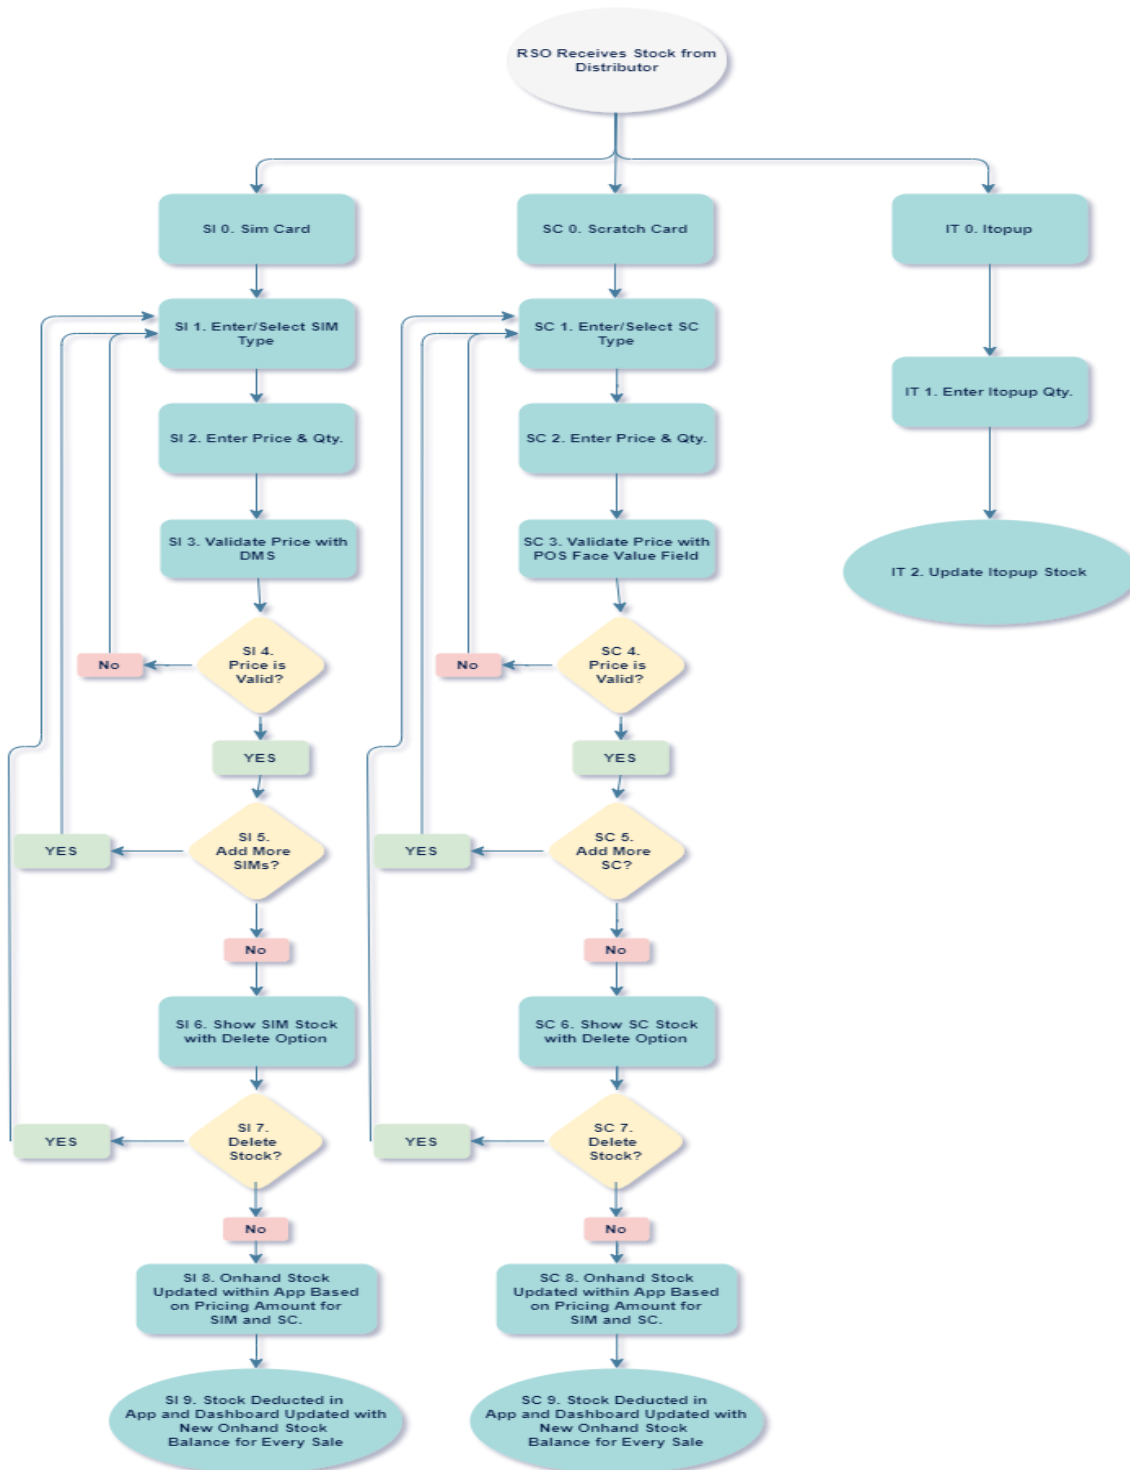 RSO Receives Stock from
Distributor
SI 0. Sim Card
SC 0. Scratch Card
IT 0. Itopup
SI 1. Enter/Select SIM
Type
SC 1. Enter/Select SC
Type
IT 1. Enter Itopup Qty.
SI 2. Enter Price & Qty.
SC 2. Enter Price & Qty.
SI 3. Validate Price with
DMS
SC 3. Validate Price with
POS Face Value Field
IT 2. Update Itopup Stock
SI 4.
Price is
Valid?
No
SC 4.
Price is
Valid?
No
YES
YES
SI 5.
Add More
SIMs?
YES
SC 5.
Add More
SC?
YES
No
No
SI 6. Show SIM Stock
with Delete Option
SC 6. Show SC Stock
with Delete Option
SI 7.
Delete
Stock?
YES
SC 7.
Delete
Stock?
YES
No
No
SI 8. Onhand Stock
Updated within App Based
on Pricing Amount for
SIM and SC.
SC 8. Onhand Stock
Updated within App Based
on Pricing Amount for
SIM and SC.
SI 9. Stock Deducted in
App and Dashboard Updated with
New Onhand Stock
Balance for Every Sale
SC 9. Stock Deducted in
App and Dashboard Updated with
New Onhand Stock
Balance for Every Sale